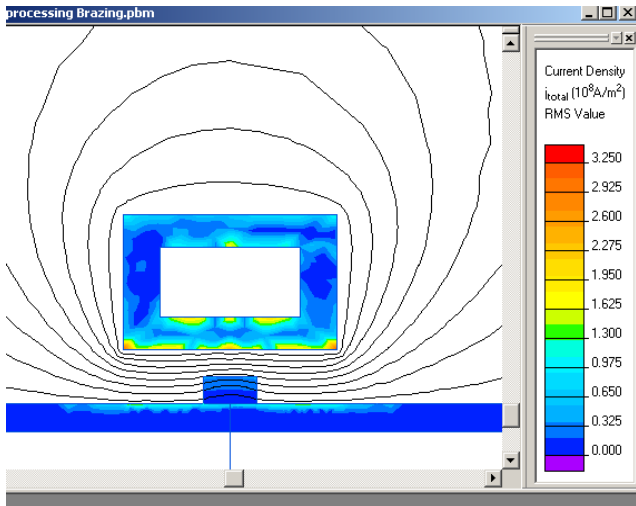 processing Brazing.pbm
Current Density
i total (10⁸A/m²)
RMS Value
3.250
2.925
2.600
2.275
1.950
1.625
1.300
0.975
0.650
0.325
0.000